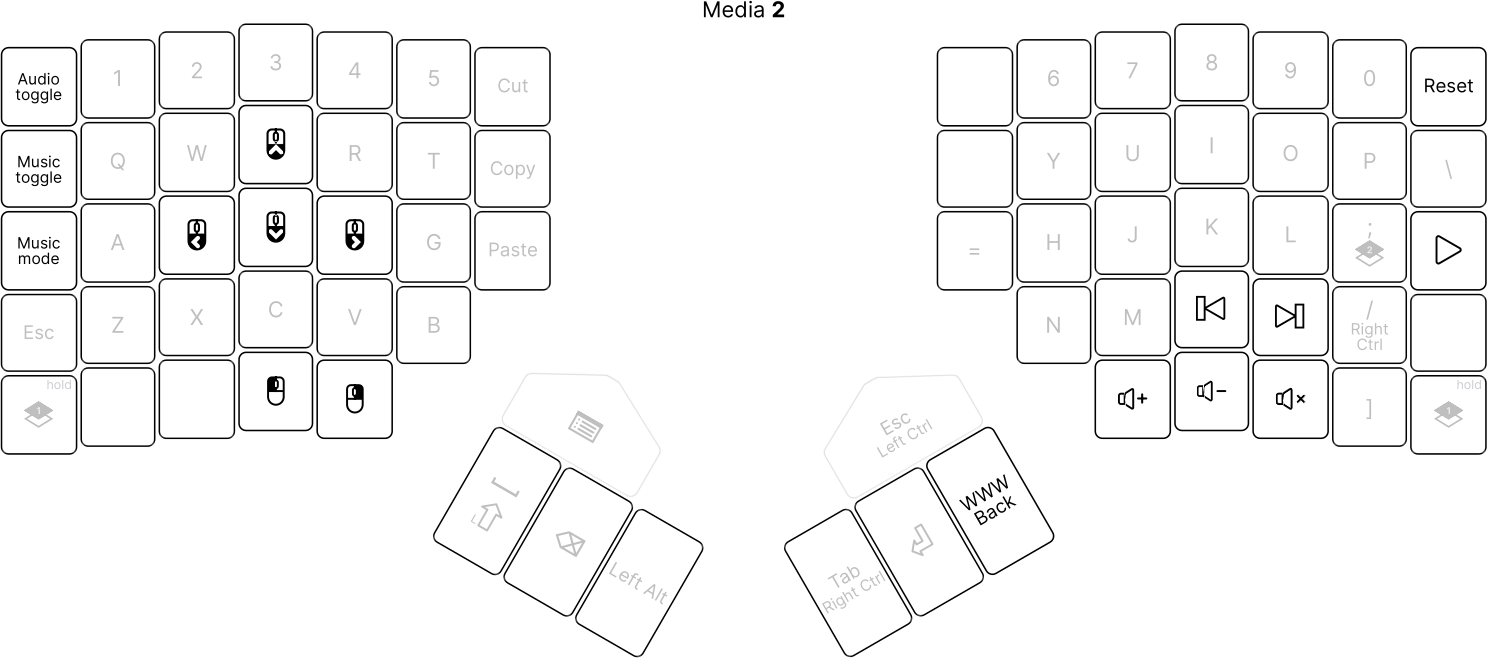 Media 2
Audio
toggle
1
2
3
4
5
Cut
6
7
8
9
0
Reset
Music
toggle
Q
W
R
T
Copy
Y
U
I
O
P
\
Music
mode
A
G
Paste
=
H
J
K
L
;
2
Esc
Z
X
C
V
B
N
M
/
Right
Ctrl
hold
1
]
hold
1
[
L
Left Alt
Esc
Left Ctrl
Tab
Right Ctrl
WWW
Back